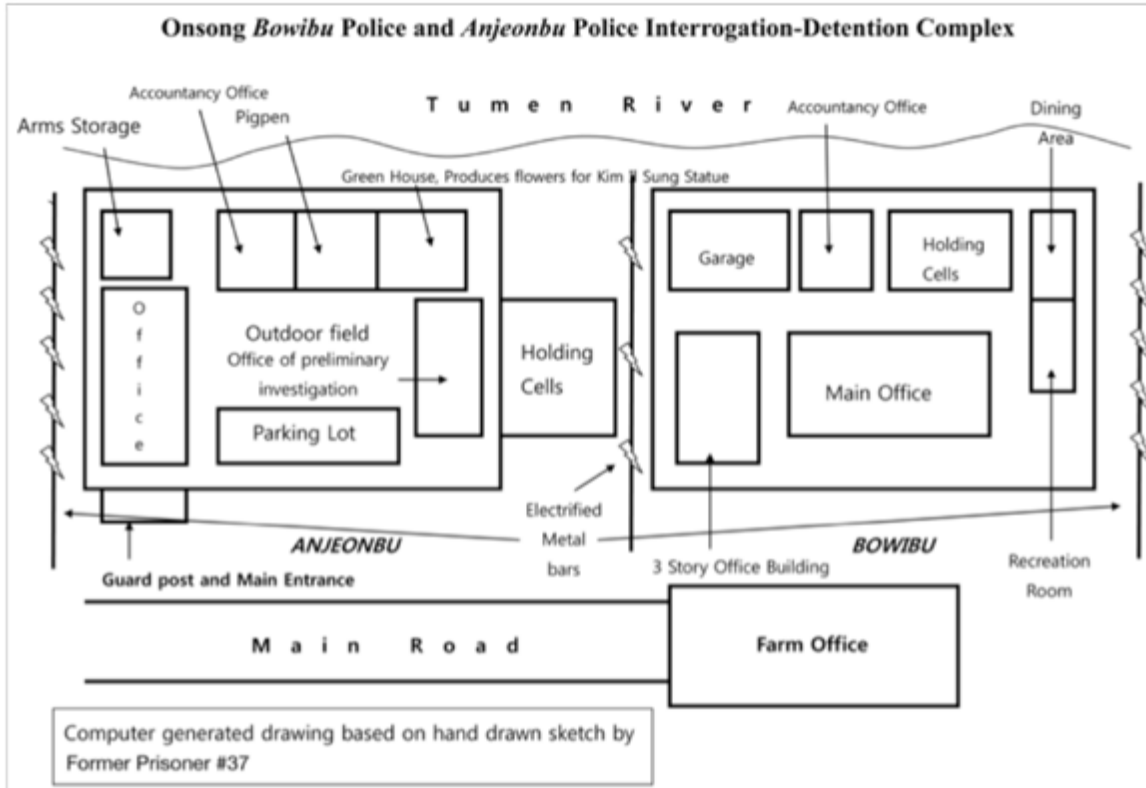 Onsong Bowibu Police and Anjeonbu Police Interrogation-Detention Complex
Tumen River
Accountancy Office
Pigpen
Arms Storage
Accountancy Office
Dining
Area
Green House, Produces flowers for Kim Il Sung Statue
Garage
Holding
Cells
Office
Outdoor field
Office of preliminary
investigation
Parking Lot
Holding
Cells
Main Office
Electrified
Metal
bars
ANJEONBU
BOWIBU
Guard post and Main Entrance
3 Story Office Building
Recreation
Room
Main Road
Farm Office
Computer generated drawing based on hand drawn sketch by
Former Prisoner #37